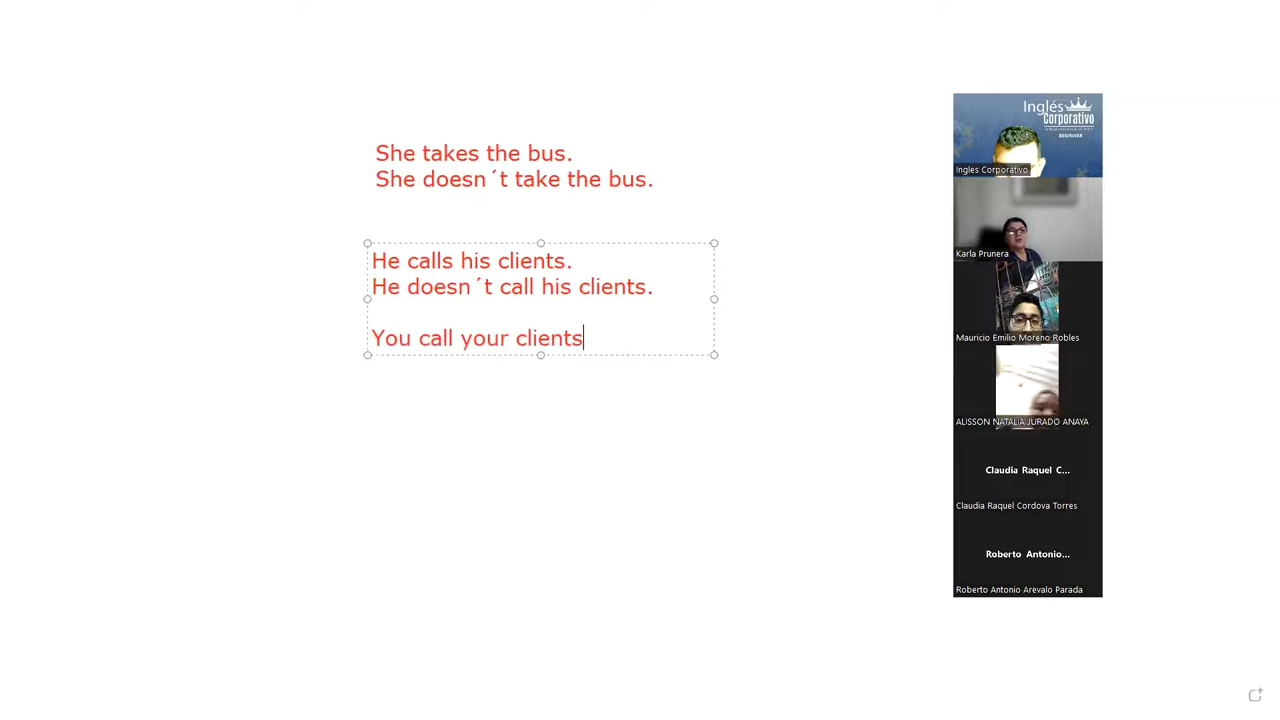 She takes the bus.
She doesn´t take the bus.
He calls his clients.
He doesn´t call his clients.
You call your clients
Inglés
Corporativo
BEGINNER
Ingles Corporativo
Karla Prunera
Mauricio Emilio Moreno Robles
ALISSON NATALIA JURADO ANAYA
Claudia Raquel C...
Claudia Raquel Cordova Torres
Roberto Antonio...
Roberto Antonio Arevalo Parada